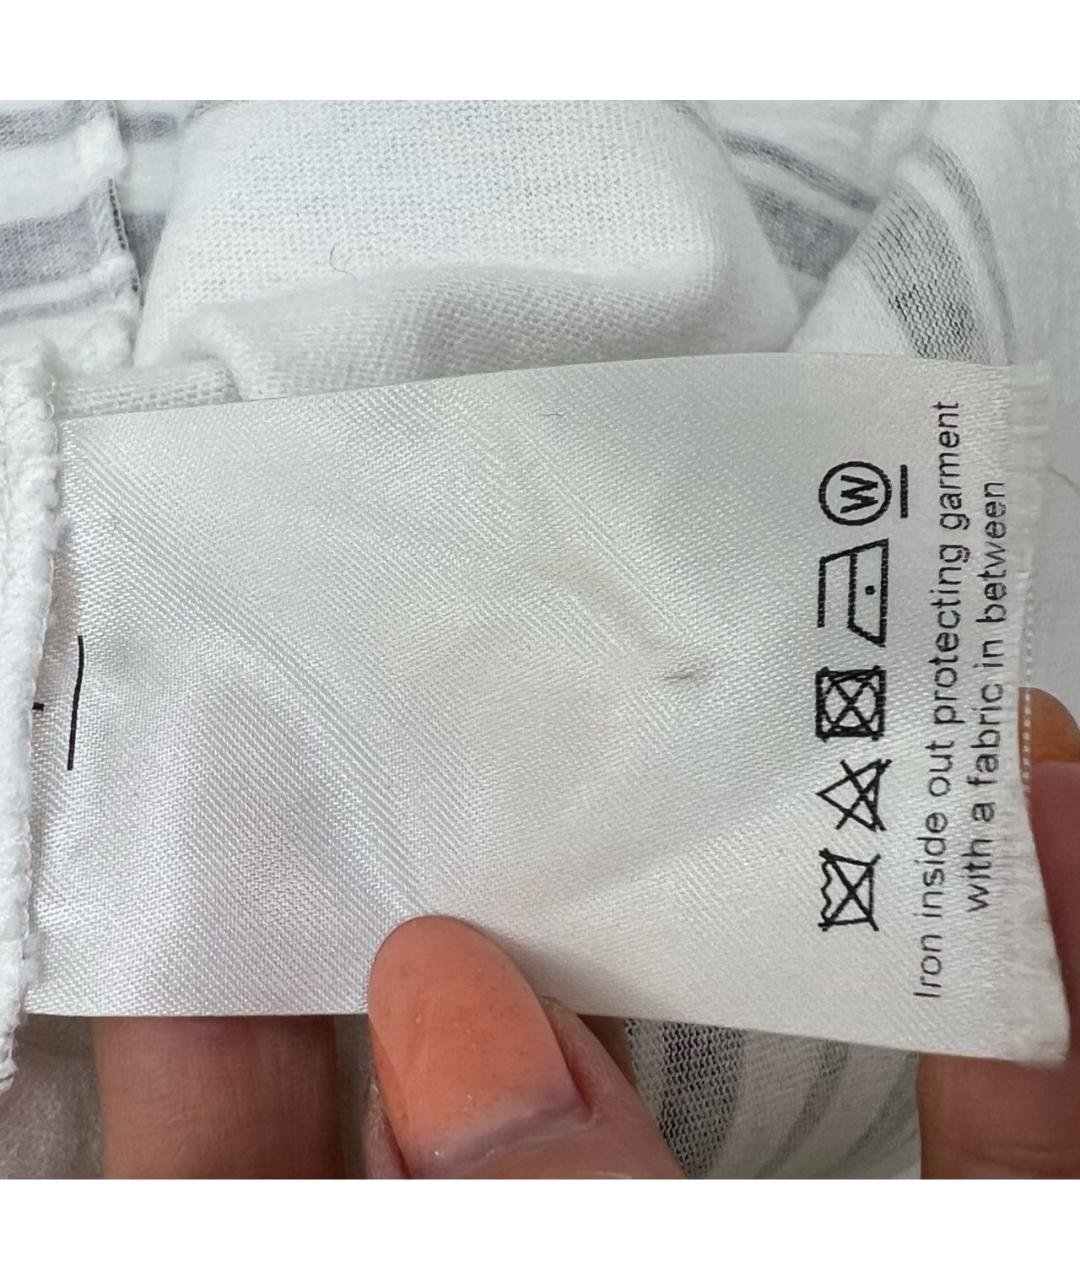 W
Iron inside out protecting garment
with a fabric in between